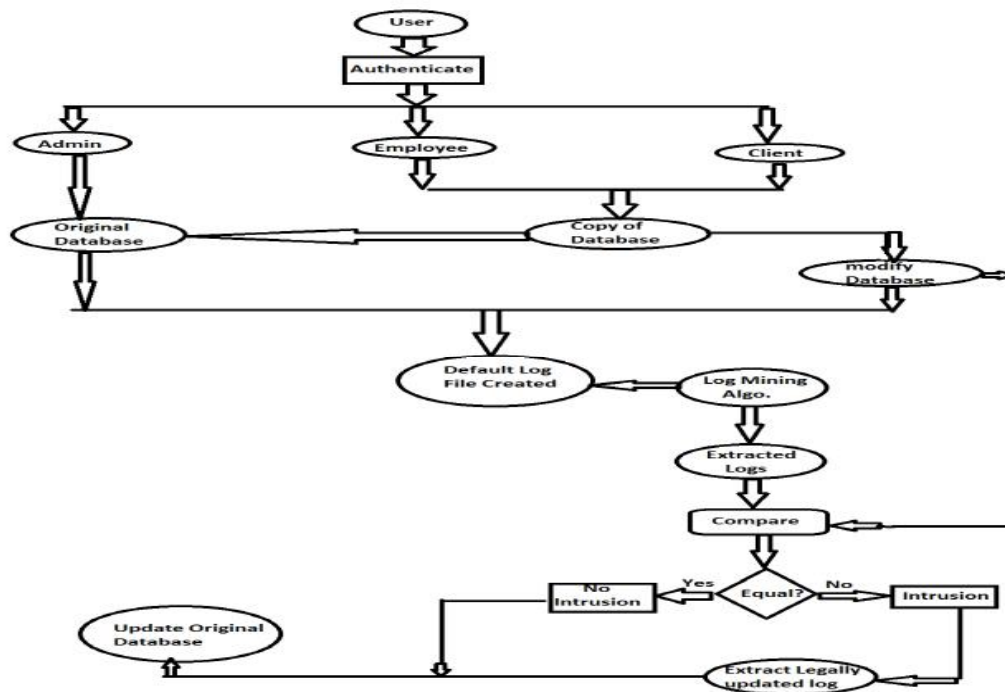 User
Authenticate
Admin
Employee
Client
Original
Database
Copy of
Database
modify
Database
Default Log
File Created
Log Mining
Algo.
Extracted
Logs
Compare
No
Intrusion
Yes
Equal?
No
Intrusion
Update Original
Database
Extract Legally
updated log